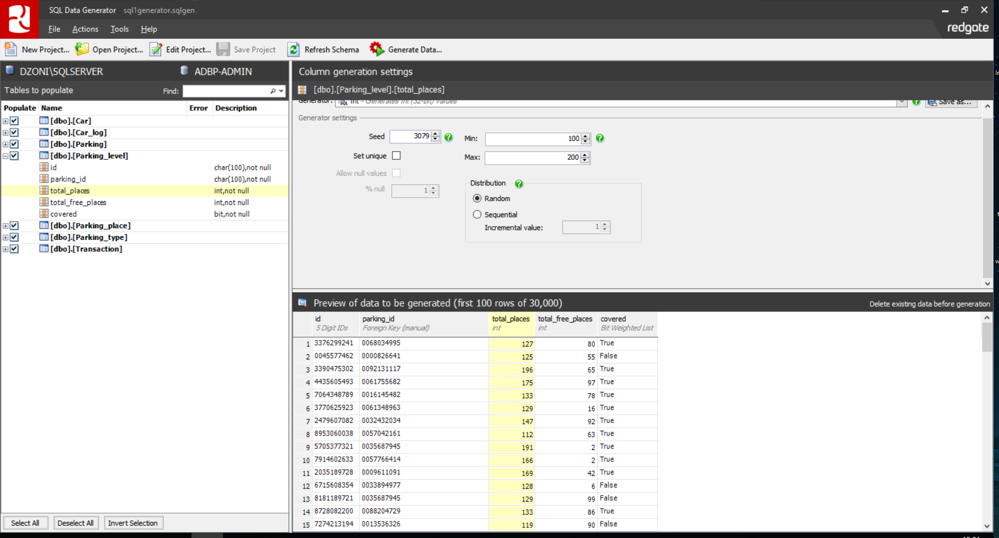 SQL Data Generator sql1generator.sqlgen
File Actions Tools Help
redgate
New Project... Open Project... Edit Project... Save Project Refresh Schema Generate Data...
DZONI\SQLSERVER ADBP-ADMIN
Tables to populate Find:
Populate Name Error Description
[dbo].[Car]
[dbo].[Car_log]
[dbo].[Parking]
[dbo].[Parking_level]
id char(100),not null
parking_id char(100),not null
total_places int,not null
total_free_places int,not null
covered bit,not null
[dbo].[Parking_place]
[dbo].[Parking_type]
[dbo].[Transaction]
Select All Deselect All Invert Selection
Column generation settings
[dbo].[Parking_level].[total_places]
Generator: SQL int - Generates int (32-bit) values Save as...
Generator settings
Seed 3079 Min: 100
Set unique Max: 200
Allow null values
% null 1
Distribution
Random
Sequential
Incremental value: 1
Preview of data to be generated (first 100 rows of 30,000) Delete existing data before generation
id parking_id total_places total_free_places covered
5 Digit IDs Foreign Key (manual) int int Bit Weighted List
1 3376299241 0068034995 127 80 True
2 0045577462 0000826641 125 55 False
3 3390475302 0092131117 196 65 True
4 4435605493 0061755682 175 97 True
5 7064348789 0016145482 133 78 True
6 3770625923 0061348963 129 16 True
7 2479607082 0032432034 147 92 True
8 8953060038 0057042161 112 63 True
9 5705377321 0035687945 191 2 True
10 7914602633 0057766414 166 2 True
11 2035189728 0009611091 169 42 True
12 6715608354 0033894977 128 6 False
13 8181189721 0035687945 129 99 False
14 8728082200 0088204729 133 86 True
15 7274213194 0013536326 119 90 False